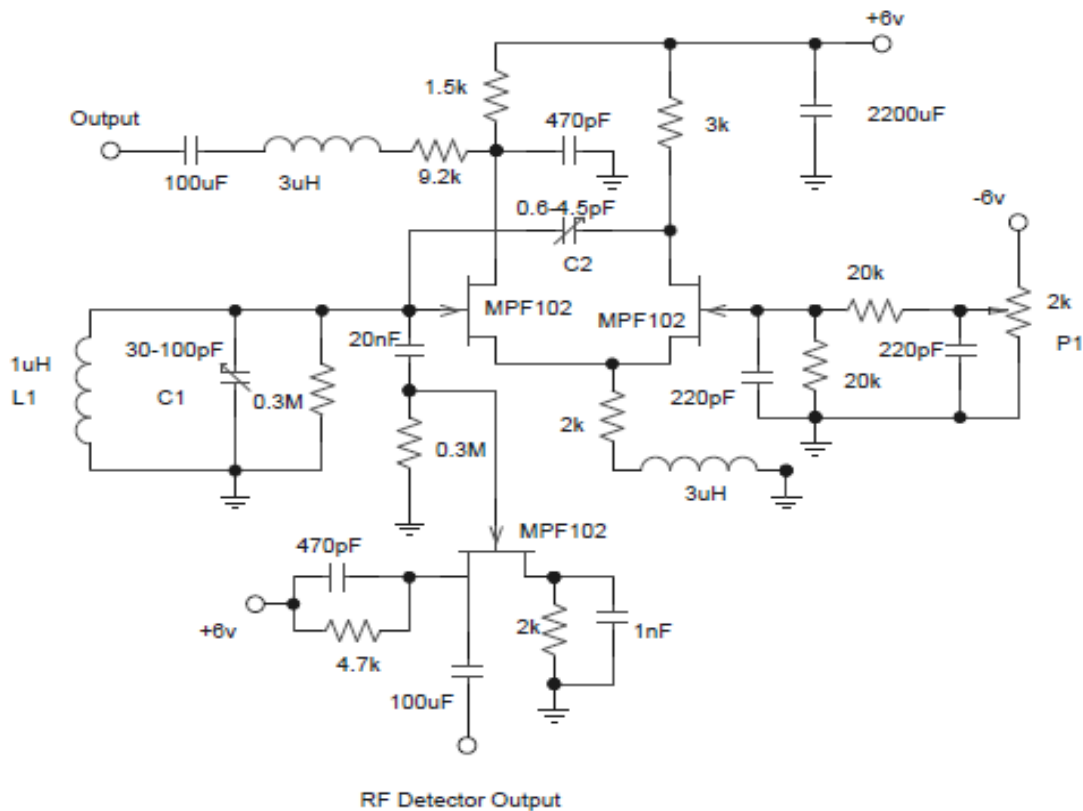 +6v
1.5k
Output
470pF
3k
2200uF
100uF
3uH
9.2k
0.6-4.5pF
-6v
C2
20k
MPF102
MPF102
2k
P1
30-100pF
20nF
220pF
1uH
L1
C1
0.3M
220pF
20k
2k
0.3M
3uH
MPF102
470pF
+6v
2k
1nF
4.7k
100uF
RF Detector Output